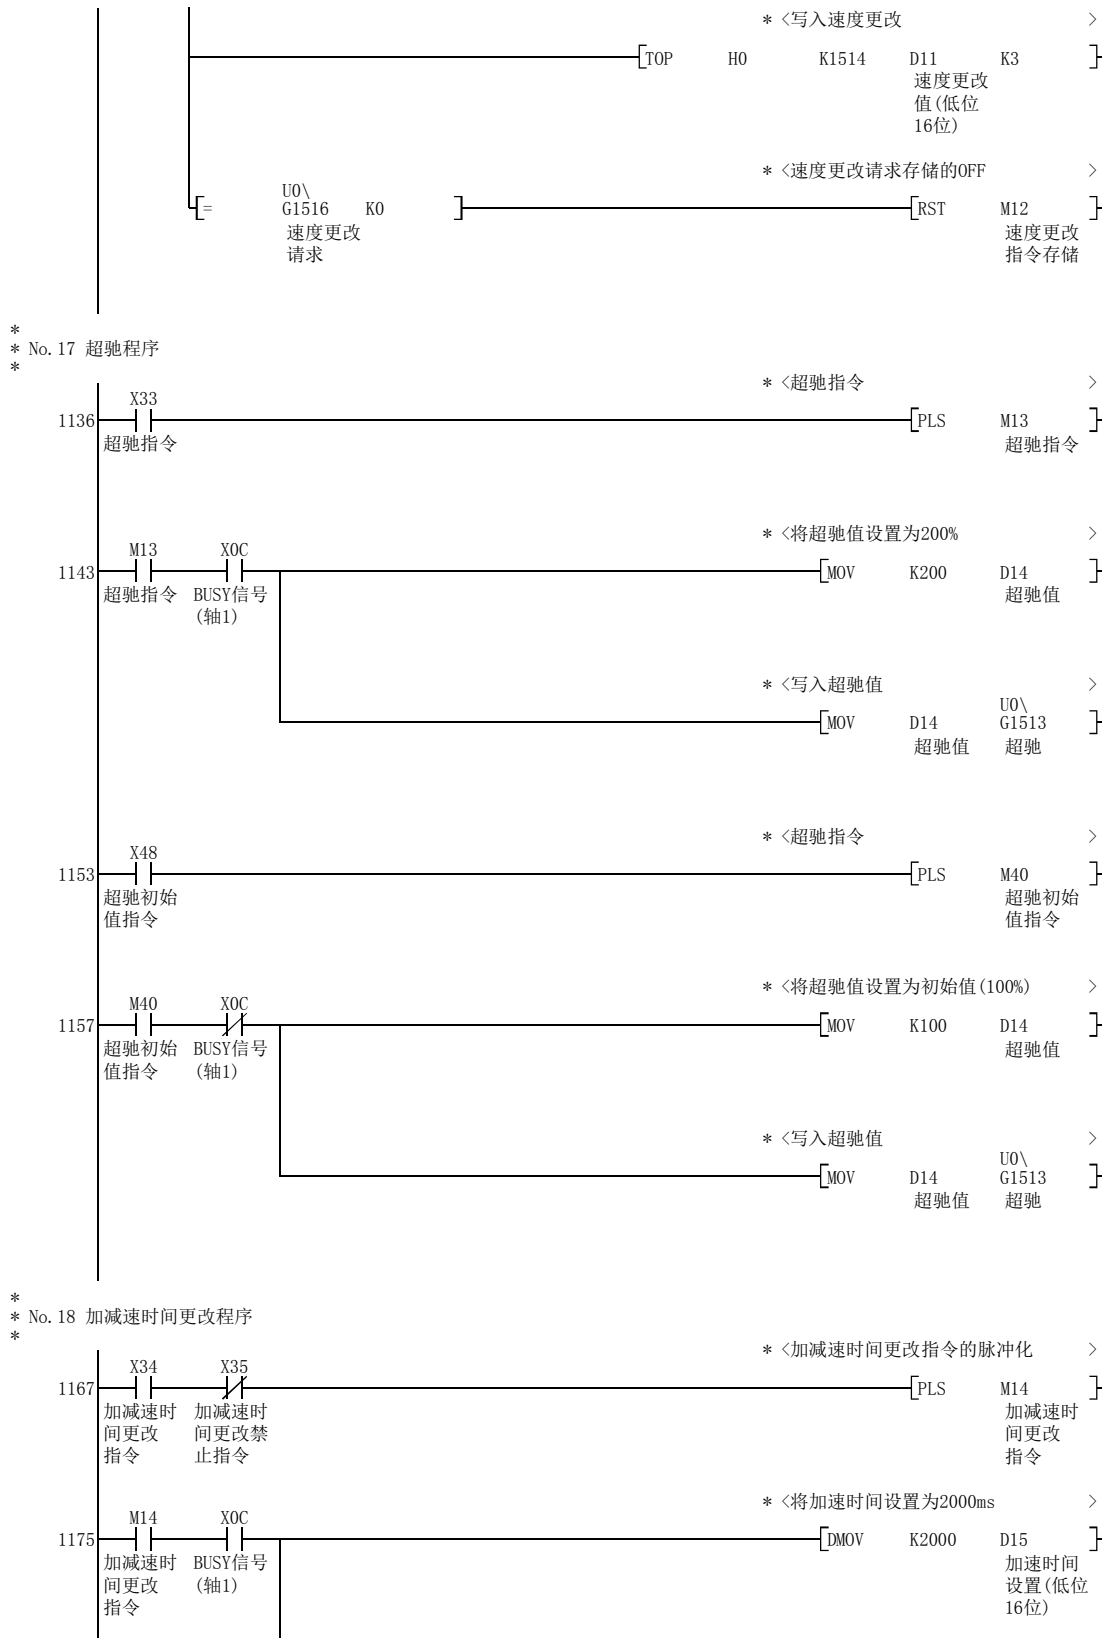 * <写入速度更改 >
TOP H0 K1514 D11 K3
速度更改
值(低位
16位)
* <速度更改请求存储的OFF >
U0\
= G1516 K0 RST M12
速度更改 速度更改
请求 指令存储
*
* No.17 超驰程序
*
* <超驰指令 >
X33
1136 PLS M13
超驰指令 超驰指令
* <将超驰值设置为200% >
M13 X0C
1143 MOV K200 D14
超驰指令 BUSY信号 超驰值
(轴1)
* <写入超驰值 >
U0\
MOV D14 G1513
超驰值 超驰
* <超驰指令 >
X48
1153 PLS M40
超驰初始 超驰初始
值指令 值指令
* <将超驰值设置为初始值(100%) >
M40 X0C
1157 MOV K100 D14
超驰初始 BUSY信号 超驰值
值指令 (轴1)
* <写入超驰值 >
U0\
MOV D14 G1513
超驰值 超驰
*
* No.18 加减速时间更改程序
*
* <加减速时间更改指令的脉冲化 >
X34 X35
1167 PLS M14
加减速时 加减速时 加减速时
间更改 间更改禁 间更改
指令 止指令 指令
* <将加速时间设置为2000ms >
M14 X0C
1175 DMOV K2000 D15
加减速时 BUSY信号 加速时间
间更改 (轴1) 设置(低位
指令 16位)